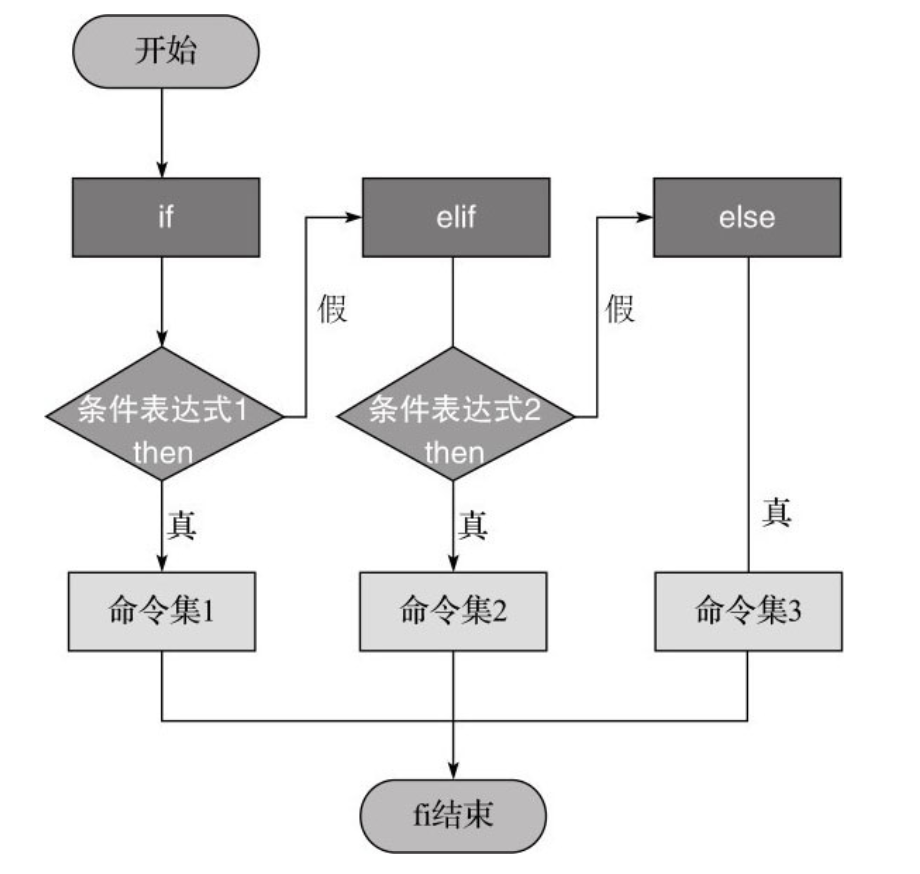 开始
if
elif
else
假
假
条件表达式1
then
条件表达式2
then
真
真
真
命令集1
命令集2
命令集3
fi结束